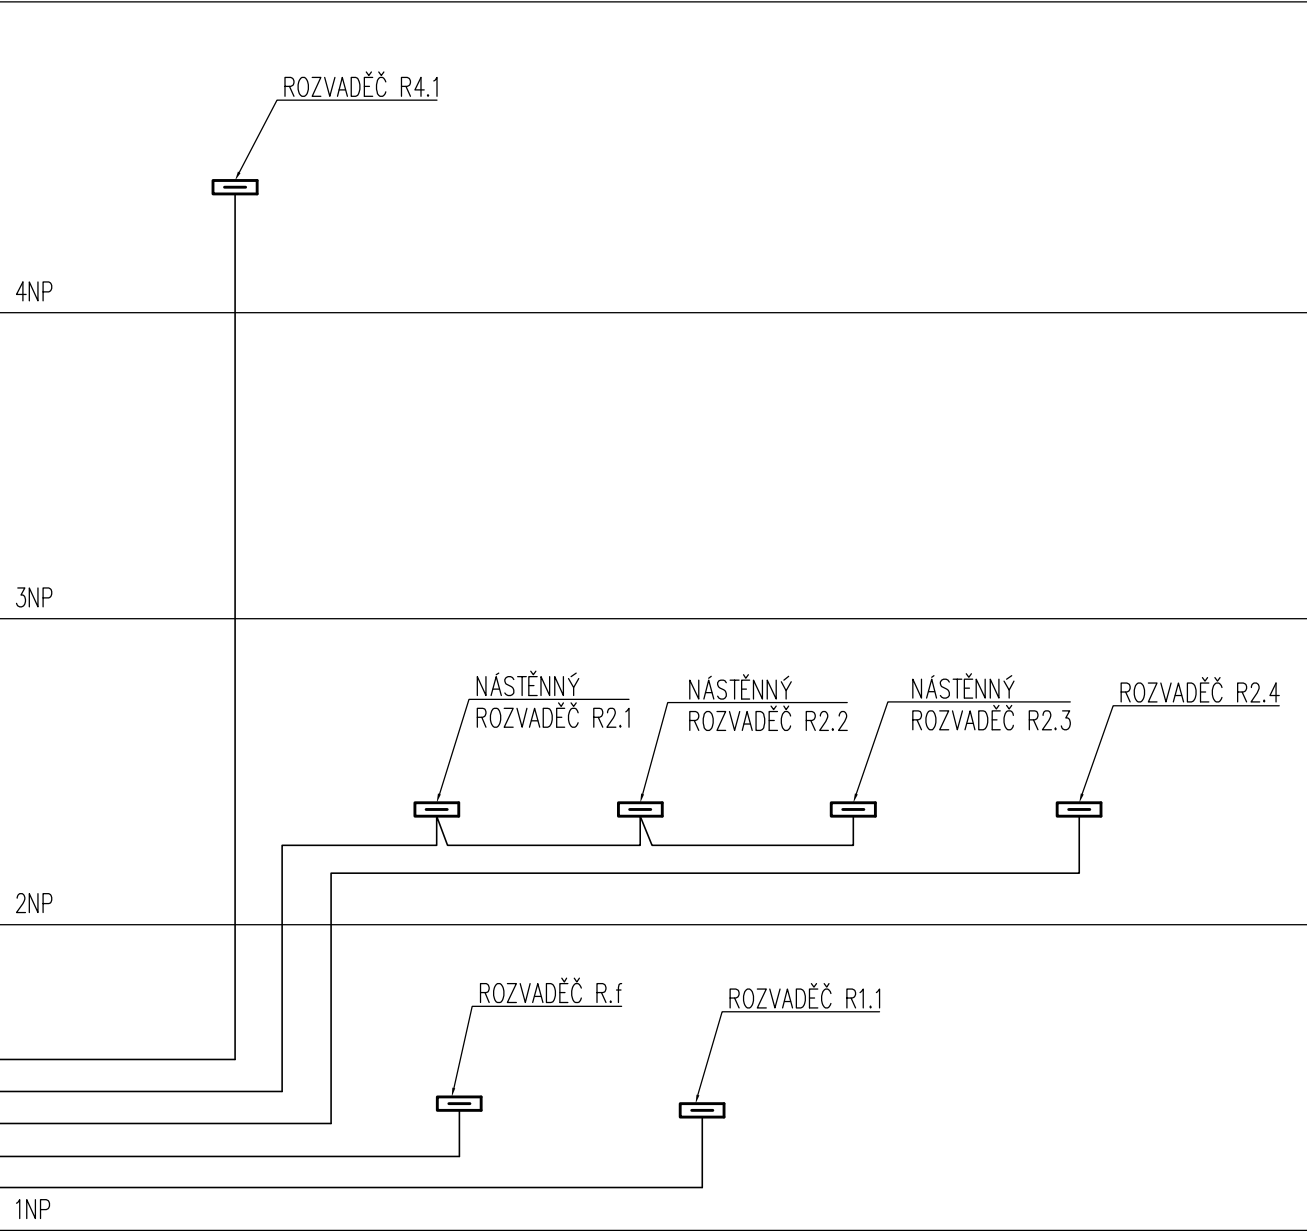 ROZVADĚČ R4.1
4NP
3NP
NÁSTĚNNÝ
ROZVADĚČ R2.1
NÁSTĚNNÝ
ROZVADĚČ R2.2
NÁSTĚNNÝ
ROZVADĚČ R2.3
ROZVADĚČ R2.4
2NP
ROZVADĚČ R.f
ROZVADĚČ R1.1
1NP